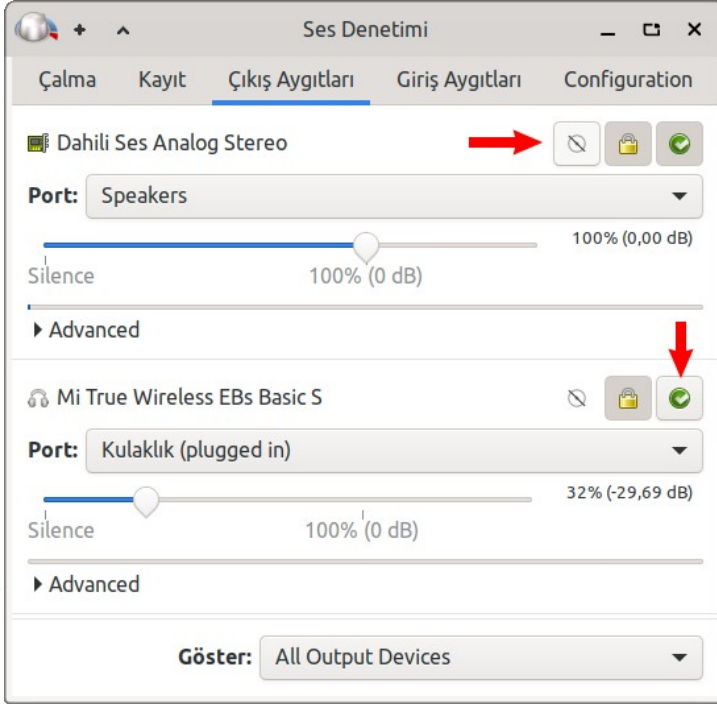 Ses Denetimi
Çalma Kayıt Çıkış Aygıtları Giriş Aygıtları Configuration
Dahili Ses Analog Stereo
Port: Speakers
100% (0,00 dB)
Silence 100% (0 dB)
Advanced
Mi True Wireless EBs Basic S
Port: Kulaklık (plugged in)
32% (-29,69 dB)
Silence 100% (0 dB)
Advanced
Göster: All Output Devices